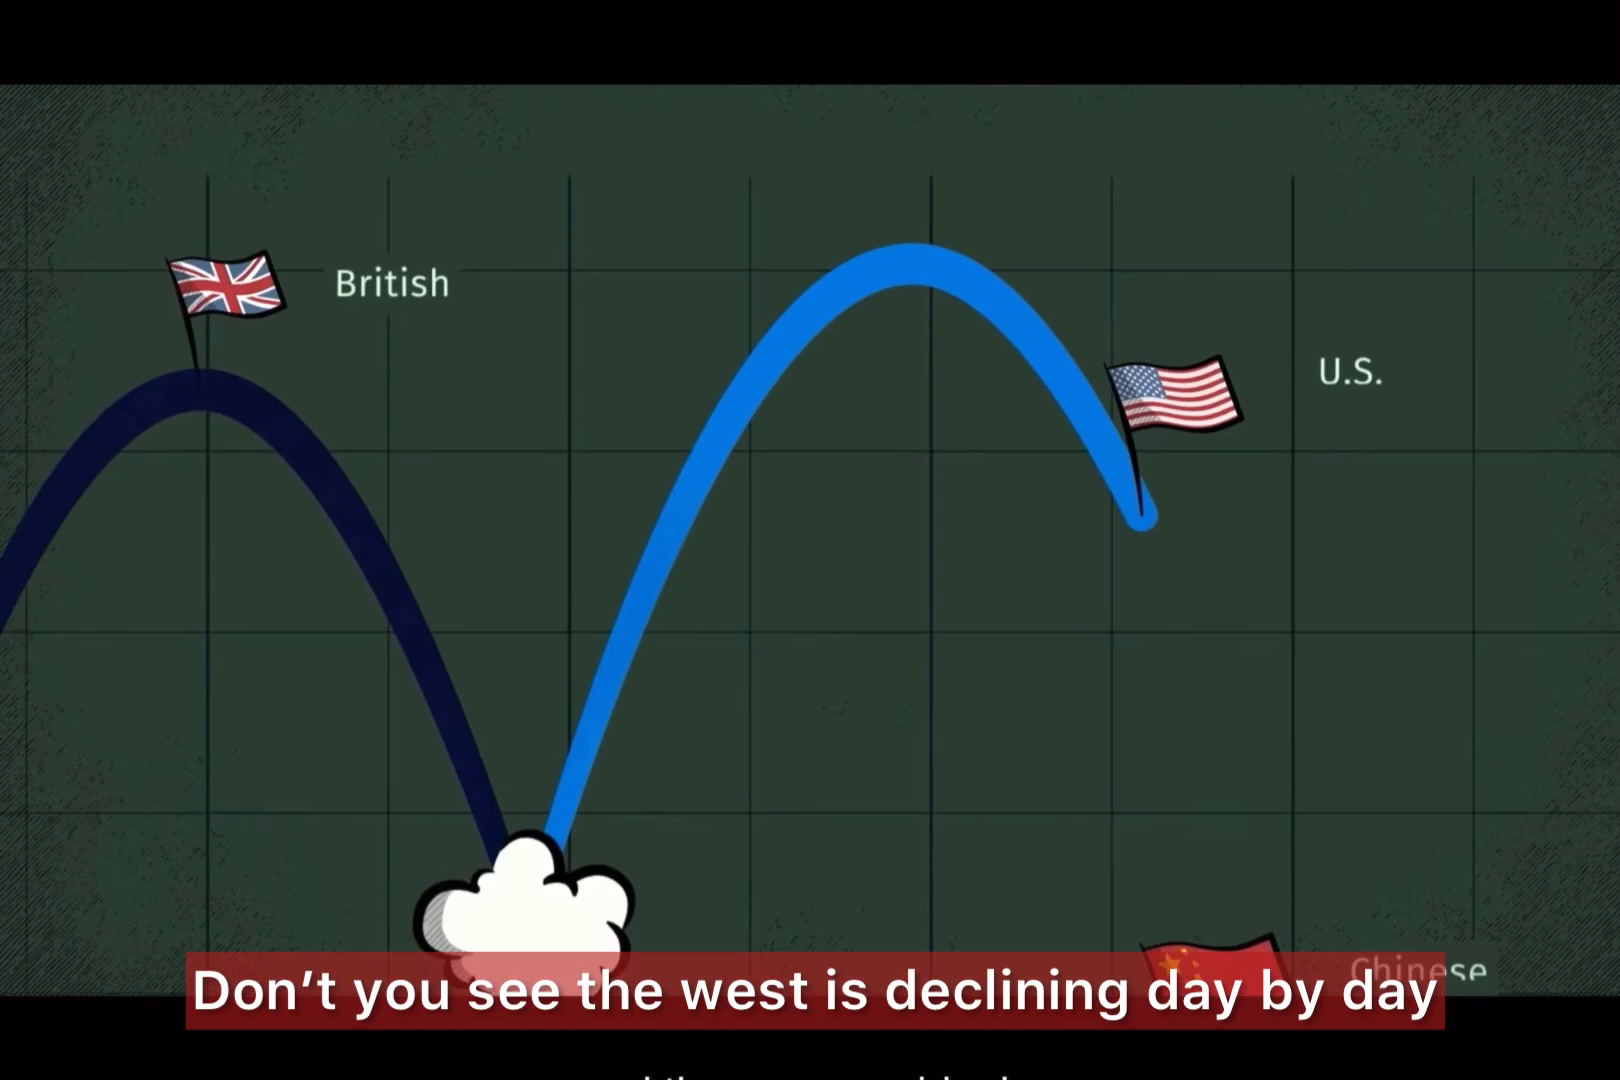 British
U.S.
Chinese
Don’t you see the west is declining day by day